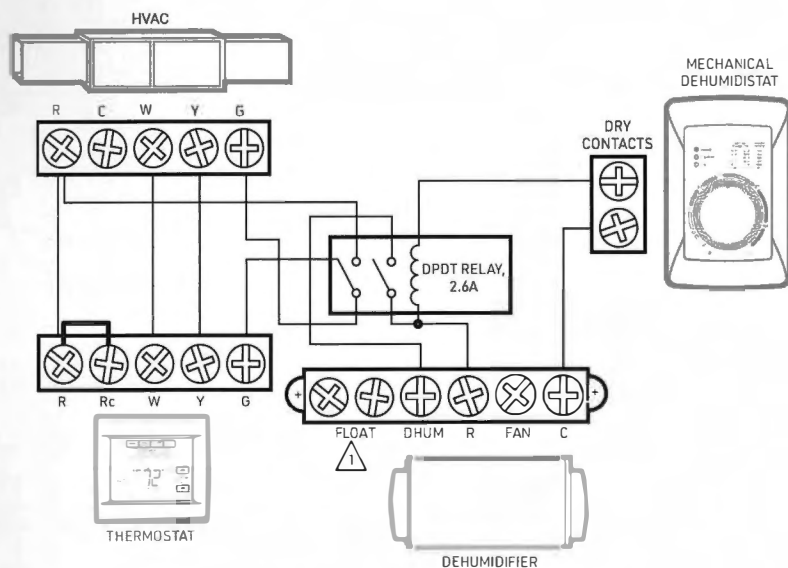 HVAC
R C W Y G
MECHANICAL
DEHUMIDISTAT
DRY
CONTACTS
DPDT RELAY,
2.6A
R Rc W Y G
FLOAT DHUM R FAN C
1
THERMOSTAT
DEHUMIDIFIER